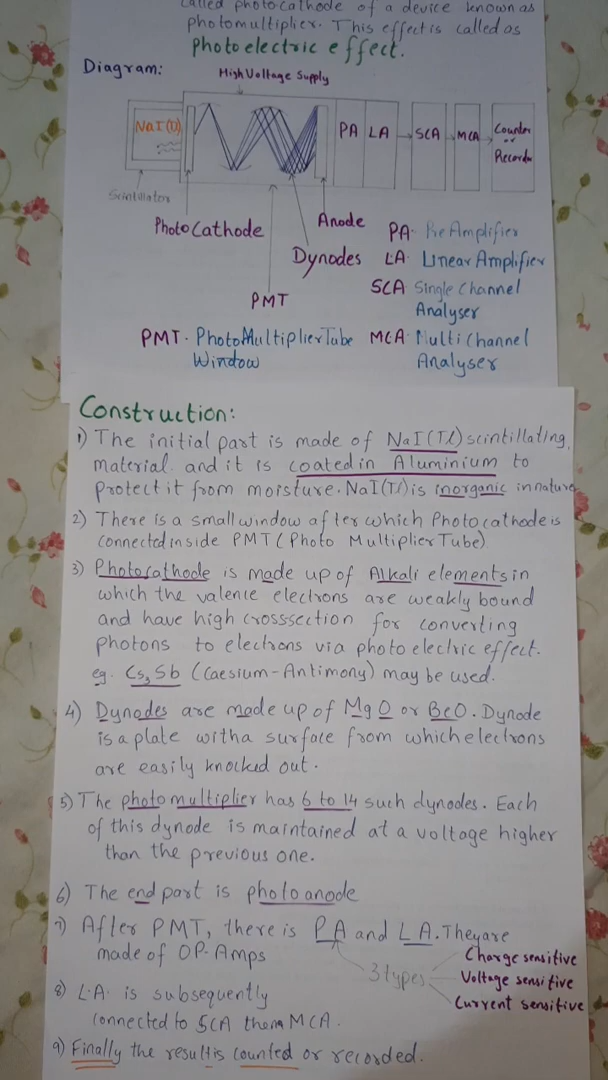 called photocathode of a device known as
photomultiplier. This effect is called as
Photoelectric effect.
Diagram:
High Voltage Supply
NaI(Tl)
PA LA SCA MCA Counter
or
Recorder
Scintillator
Photo Cathode
Anode
Dynodes
PMT
PA- Pre Amplifier
LA- Linear Amplifier
SCA Single Channel
Analyser
PMT- PhotoMultiplierTube
Window
MCA- Multi Channel
Analyser
Construction:
1) The initial part is made of NaI(Tl) scintillating
material and it is coated in Aluminium to
protect it from moisture. NaI(Tl) is inorganic in nature
2) There is a small window after which Photocathode is
connected inside PMT (Photo Multiplier Tube)
3) Photocathode is made up of Alkali elements in
which the valence electrons are weakly bound
and have high crosssection for converting
photons to electrons via photo electric effect.
eg. Cs3Sb (Caesium-Antimony) may be used.
4) Dynodes are made up of MgO or BeO. Dynode
is a plate with a surface from which electrons
are easily knocked out.
5) The photomultiplier has 6 to 14 such dynodes. Each
of this dynode is maintained at a voltage higher
than the previous one.
6) The end part is photoanode
7) After PMT, there is PA and LA. They are
made of OP-Amps
3 types
Charge sensitive
Voltage sensitive
Current sensitive
8) L.A. is subsequently
connected to SCA then MCA.
9) Finally the result is counted or recorded.